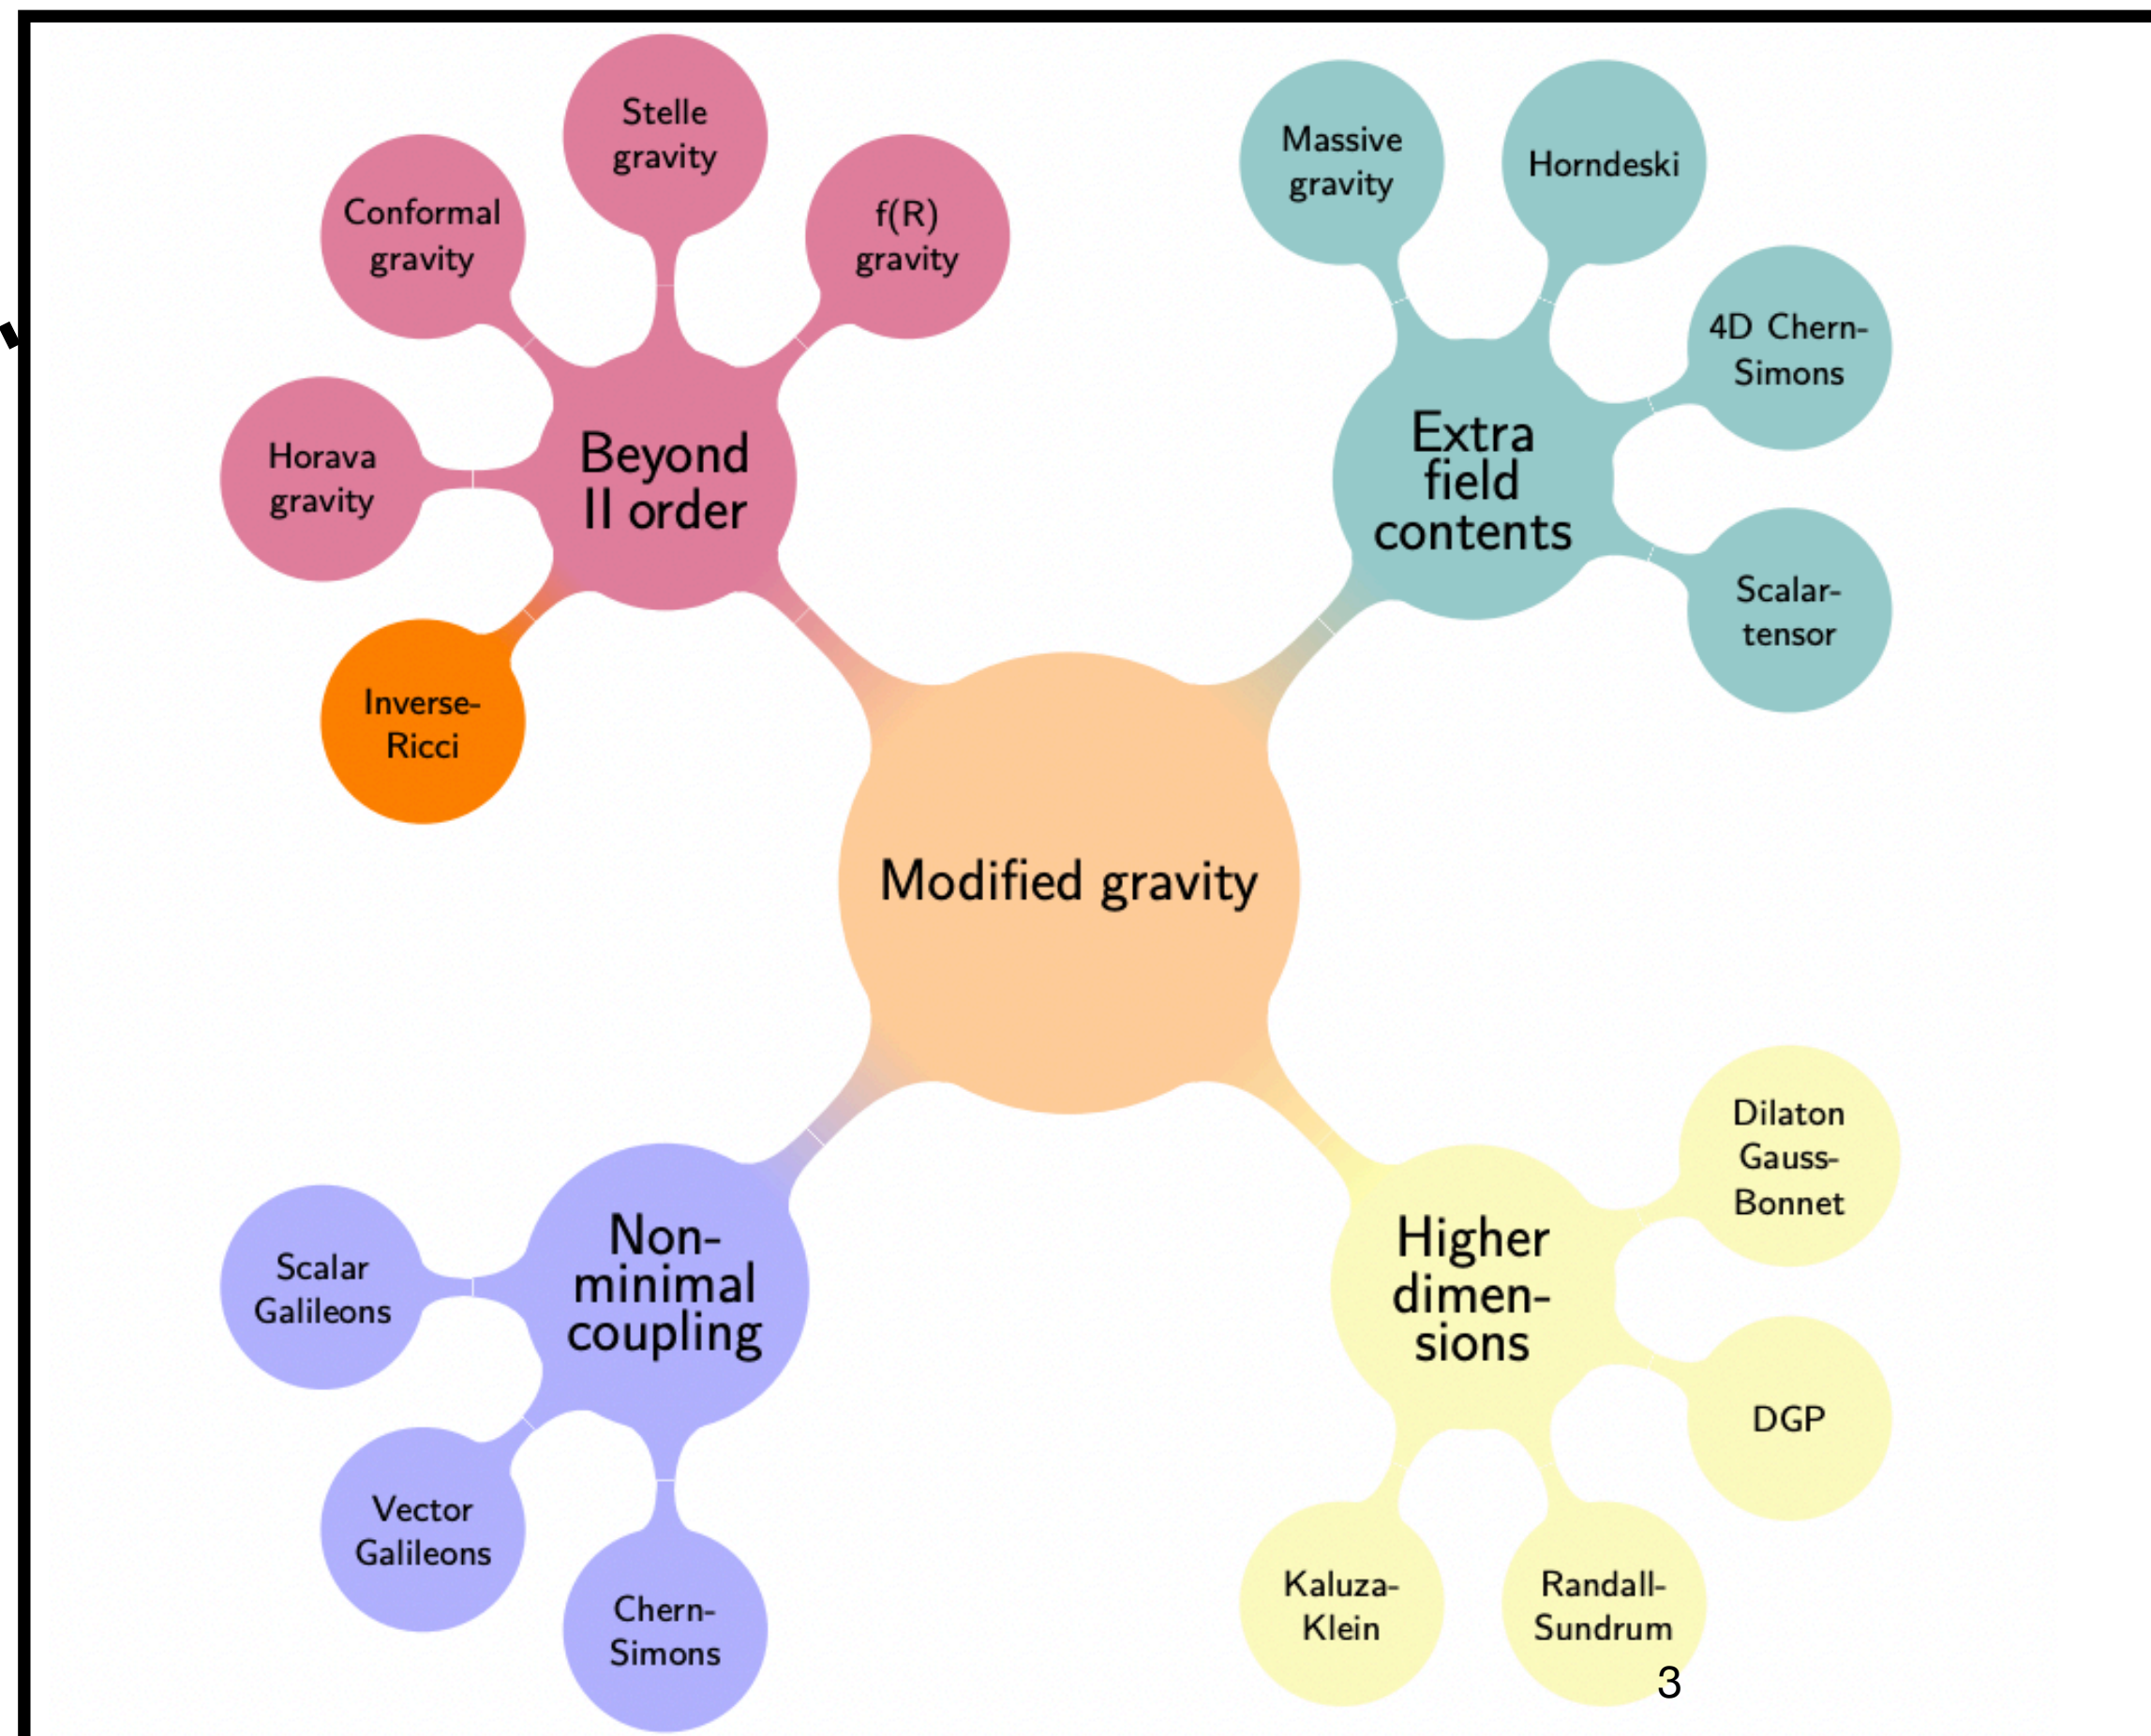 Stelle
gravity
Conformal
gravity
f(R)
gravity
Horava
gravity
Beyond
II order
Inverse-
Ricci
Massive
gravity
Horndeski
4D Chern-
Simons
Extra
field
contents
Scalar-
tensor
Modified gravity
Non-
minimal
coupling
Scalar
Galileons
Vector
Galileons
Chern-
Simons
Higher
dimen-
sions
Dilaton
Gauss-
Bonnet
DGP
Kaluza-
Klein
Randall-
Sundrum
3